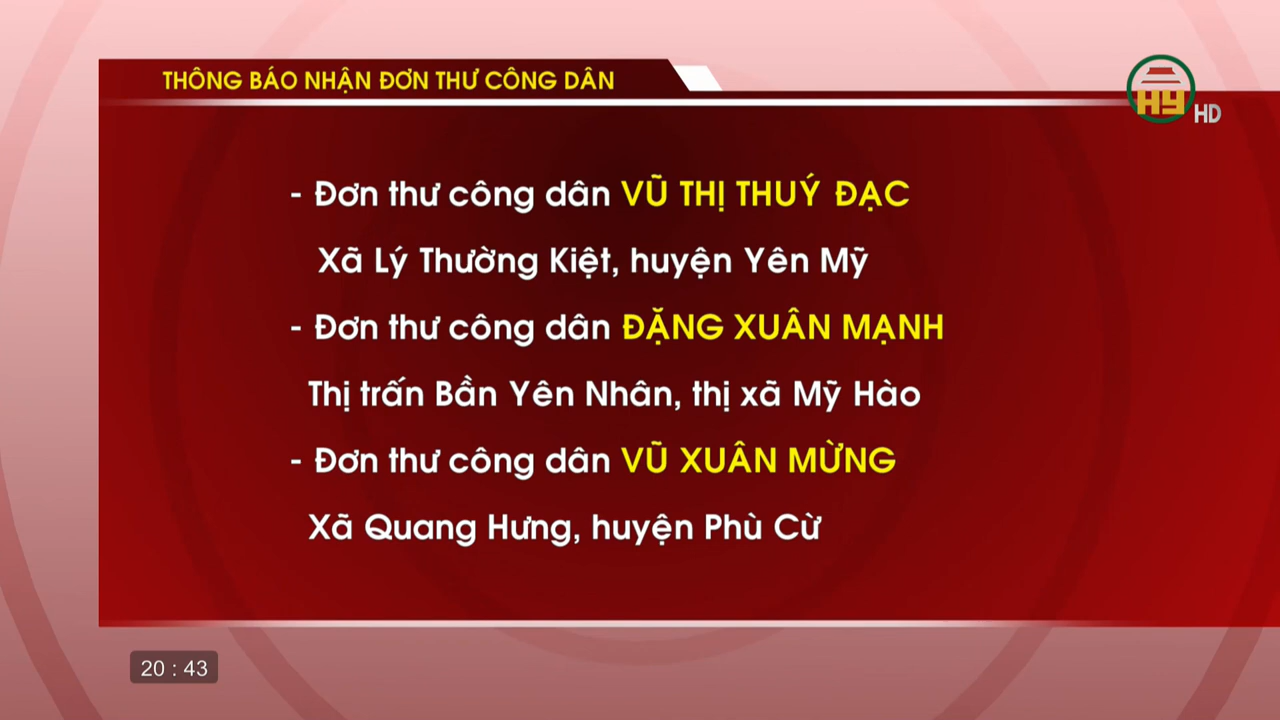 THÔNG BÁO NHẬN ĐƠN THƯ CÔNG DÂN
HY HD
- Đơn thư công dân VŨ THỊ THUÝ ĐẠC
Xã Lý Thường Kiệt, huyện Yên Mỹ
- Đơn thư công dân ĐẶNG XUÂN MẠNH
Thị trấn Bần Yên Nhân, thị xã Mỹ Hào
- Đơn thư công dân VŨ XUÂN MỪNG
Xã Quang Hưng, huyện Phù Cừ
20 : 43